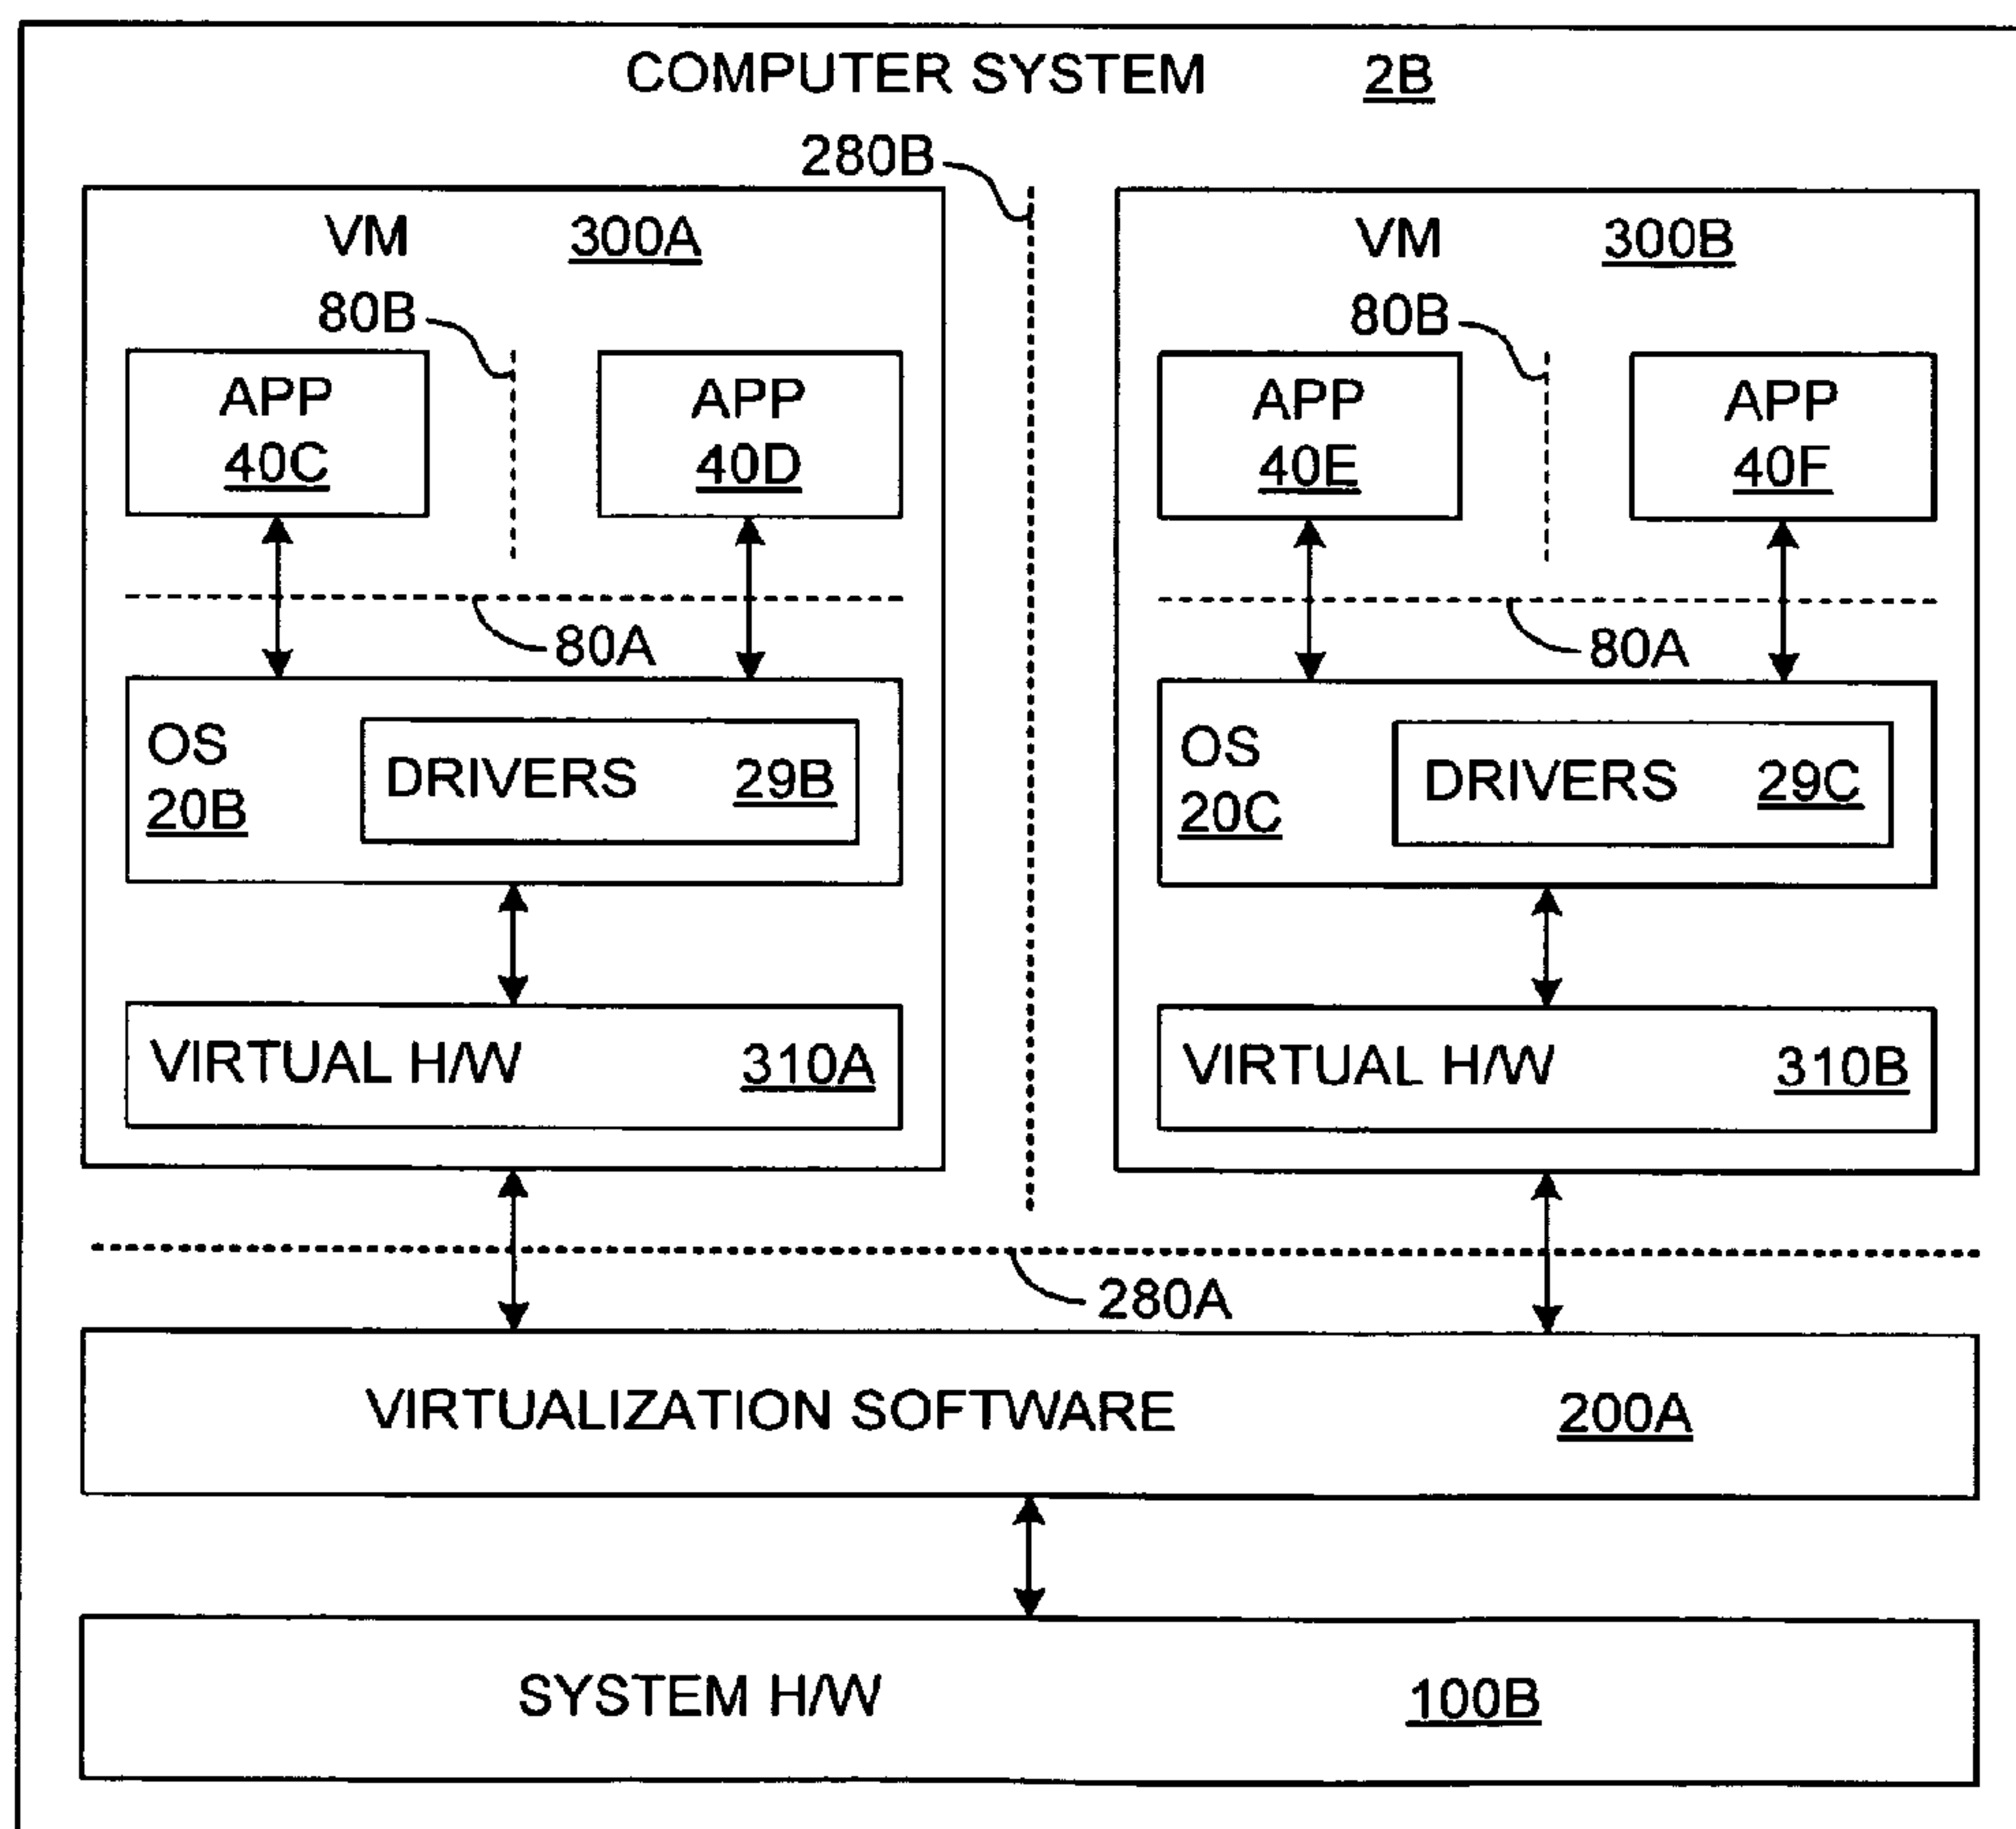 COMPUTER SYSTEM 2B
280B
VM 300A
80B
APP
40C
APP
40D
80A
OS
20B
DRIVERS 29B
VIRTUAL H/W 310A
VM 300B
80B
APP
40E
APP
40F
80A
OS
20C
DRIVERS 29C
VIRTUAL H/W 310B
280A
VIRTUALIZATION SOFTWARE 200A
SYSTEM H/W 100B